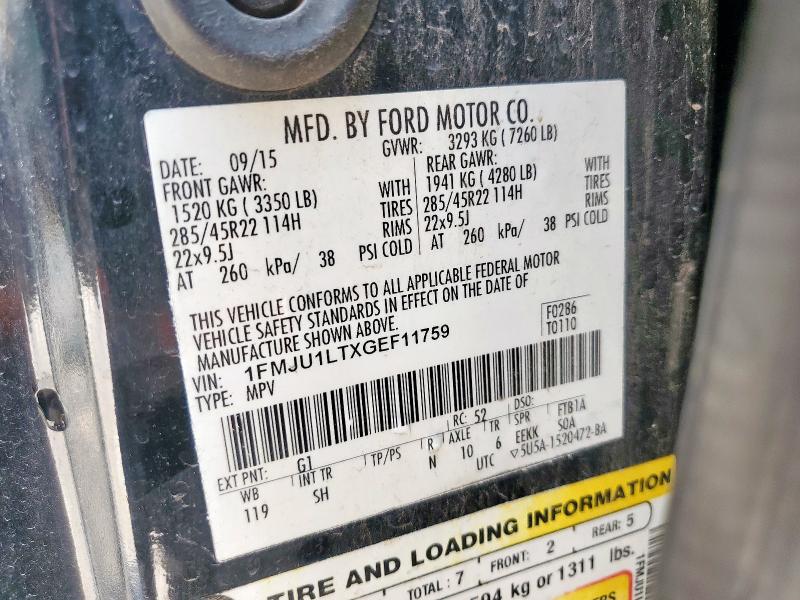 MFD. BY FORD MOTOR CO.
DATE: 09/15 GVWR: 3293 KG ( 7260 LB)
FRONT GAWR: REAR GAWR:
1520 KG ( 3350 LB) WITH 1941 KG ( 4280 LB) WITH
285/45R22 114H TIRES 285/45R22 114H TIRES
22x9.5J RIMS 22x9.5J RIMS
AT 260 kPa/ 38 PSI COLD AT 260 kPa/ 38 PSI COLD
THIS VEHICLE CONFORMS TO ALL APPLICABLE FEDERAL MOTOR
VEHICLE SAFETY STANDARDS IN EFFECT ON THE DATE OF
MANUFACTURE SHOWN ABOVE.
F0286
T0110
VIN: 1FMJU1LTXGEF11759
TYPE: MPV
EXT PNT: G1 RC: 52 DSO:
WB INT TR TP/PS R AXLE TR SPR FTB1A
119 SH N 10 6 EEKK SOA
UTC ▽5U5A-1520472-BA
TIRE AND LOADING INFORMATION
TOTAL: 7 FRONT: 2 REAR: 5
kg or 1311 lbs.